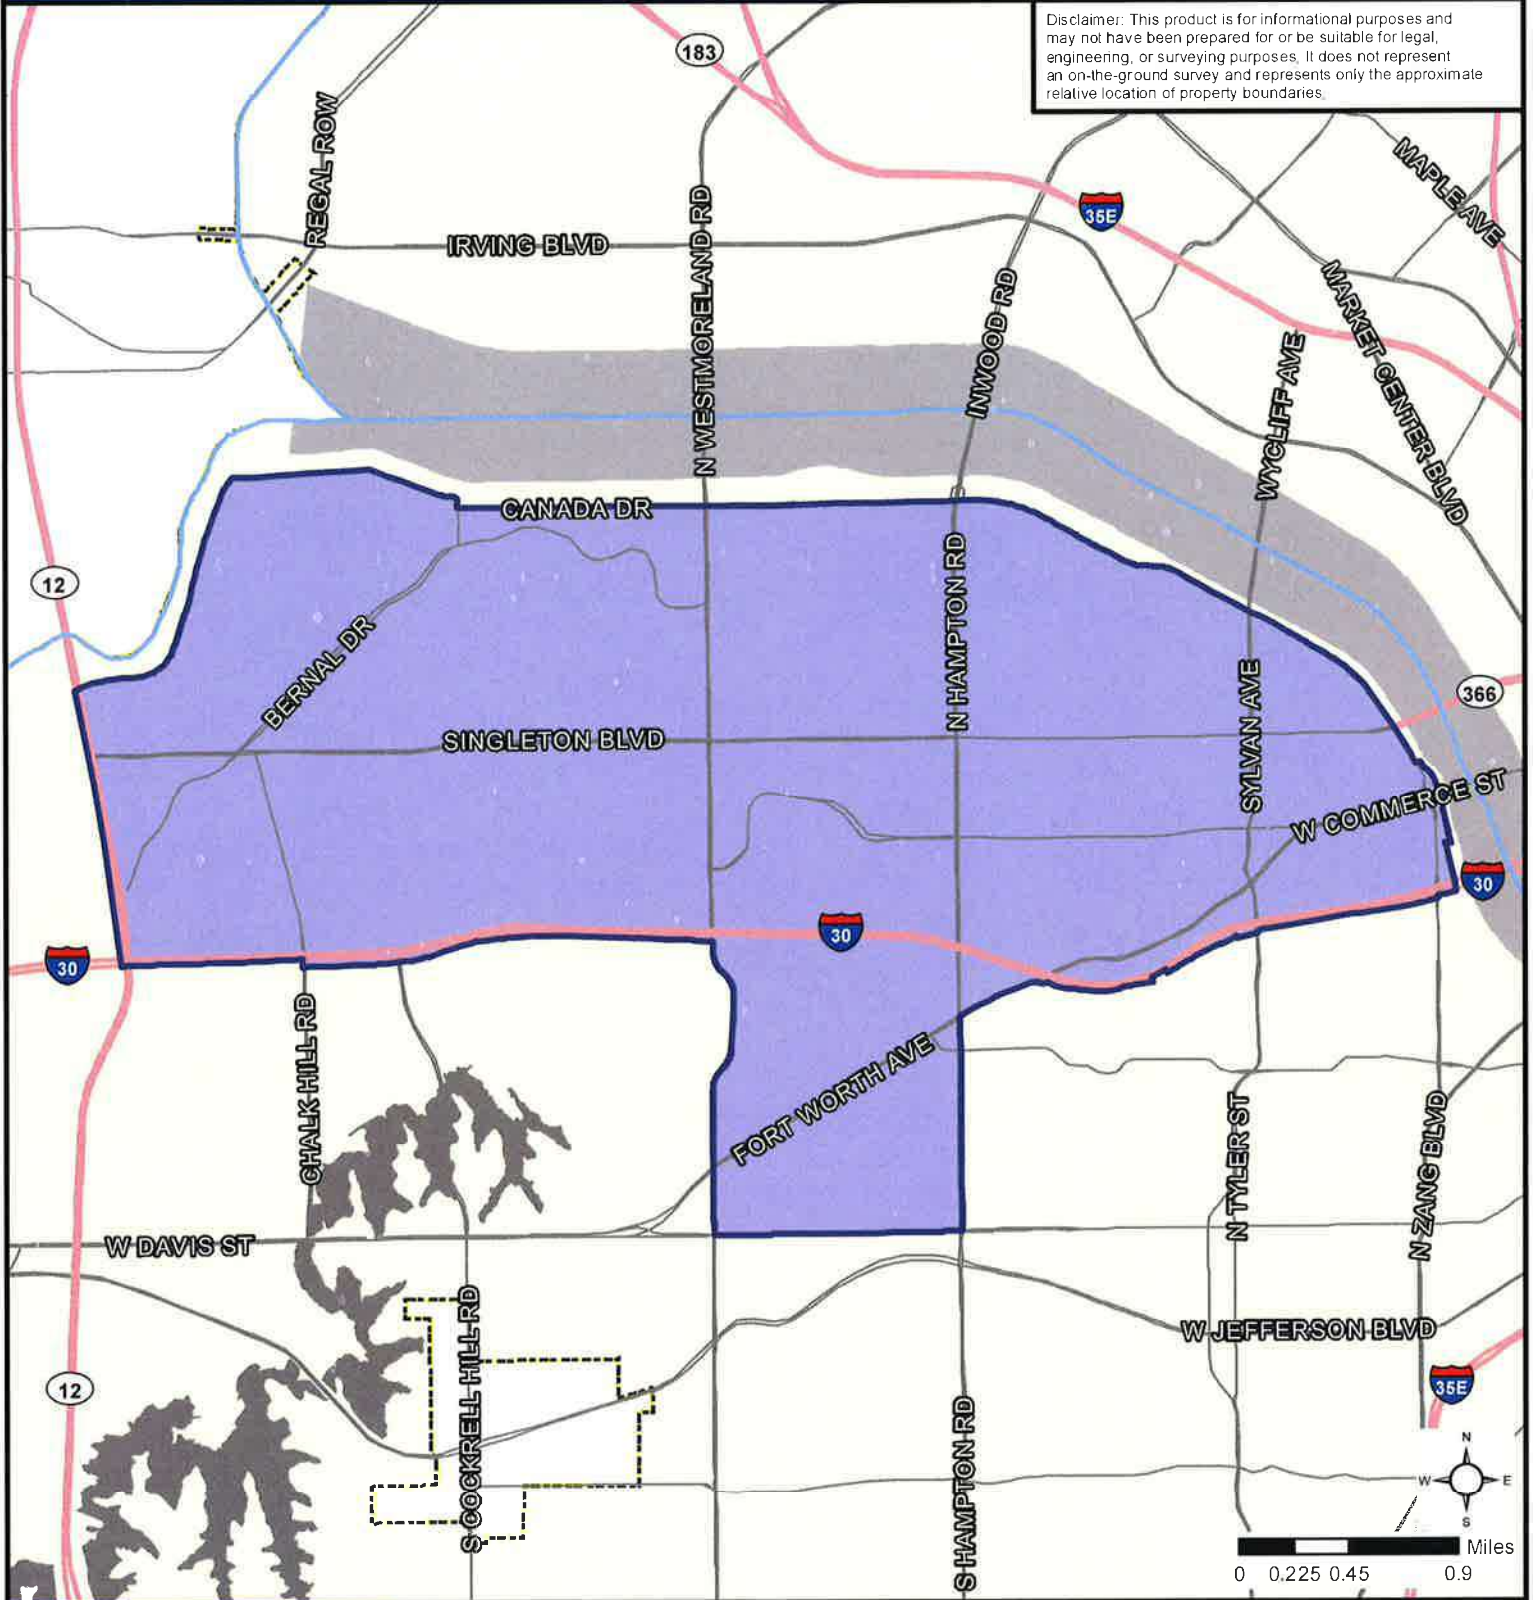 Disclaimer: This product is for informational purposes and
may not have been prepared for or be suitable for legal,
engineering, or surveying purposes. It does not represent
an on-the-ground survey and represents only the approximate
relative location of property boundaries.
183
REGAL ROW
MAPLE AVE
35E
IRVING BLVD
N WESTMORELAND RD
INWOOD RD
MARKET CENTER BLVD
WYCLIFF AVE
CANADA DR
12
N HAMPTON RD
BERNAL DR
SYLVAN AVE
366
SINGLETON BLVD
W COMMERCE ST
30
30
30
CHALK HILL RD
FORT WORTH AVE
N TYLER ST
N ZANG BLVD
W DAVIS ST
S COCKRELL HILL RD
W JEFFERSON BLVD
12
35E
S HAMPTON RD
N
W E
S
Miles
0 0.225 0.45 0.9